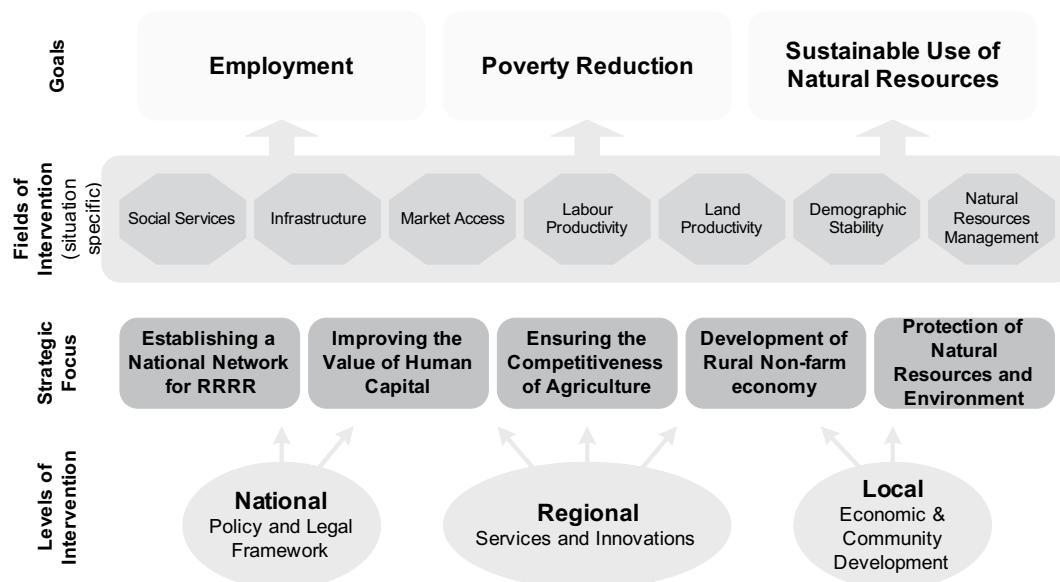 Goals
Employment
Poverty Reduction
Sustainable Use of
Natural Resources
Fields of
Intervention
(situation
specific)
Social Services
Infrastructure
Market Access
Labour
Productivity
Land
Productivity
Demographic
Stability
Natural
Resources
Management
Strategic
Focus
Establishing a
National Network
for RRRR
Improving the
Value of Human
Capital
Ensuring the
Competitiveness
of Agriculture
Development of
Rural Non-farm
economy
Protection of
Natural
Resources and
Environment
Levels of
Intervention
National
Policy and Legal
Framework
Regional
Services and Innovations
Local
Economic &
Community
Development